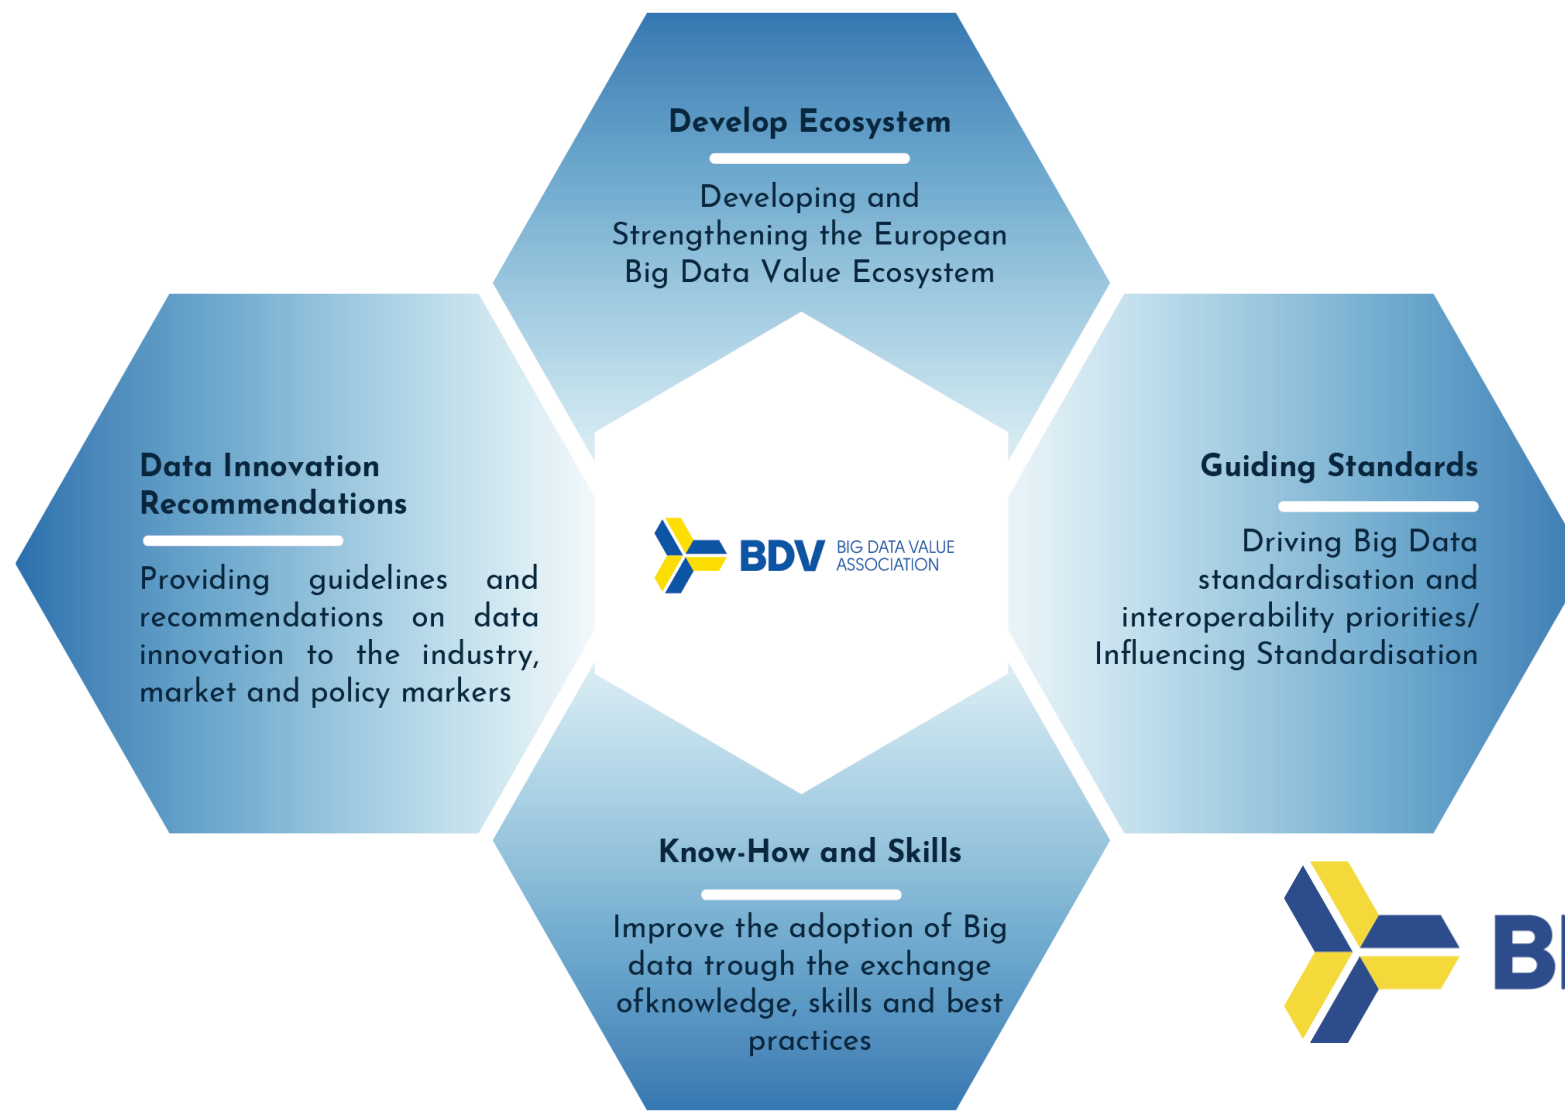 Develop Ecosystem
Developing and
Strengthening the European
Big Data Value Ecosystem
Data Innovation
Recommendations
Providing guidelines and
recommendations on data
innovation to the industry,
market and policy markers
BDV
BIG DATA VALUE
ASSOCIATION
Guiding Standards
Driving Big Data
standardisation and
interoperability priorities/
Influencing Standardisation
Know-How and Skills
Improve the adoption of Big
data trough the exchange
ofknowledge, skills and best
practices